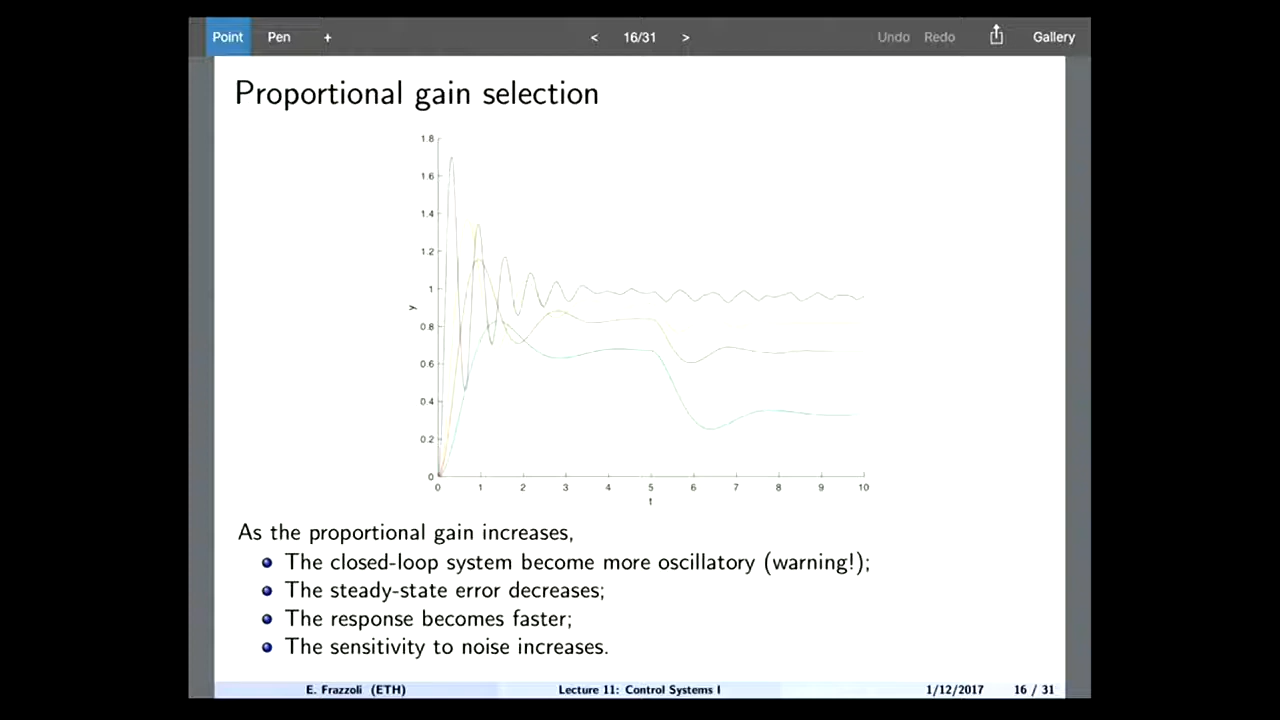 Point Pen + < 16/31 > Undo Redo Gallery
Proportional gain selection
1.8
1.6
1.4
1.2
1
y
0.8
0.6
0.4
0.2
0
0 1 2 3 4 5 6 7 8 9 10
t
As the proportional gain increases,
The closed-loop system become more oscillatory (warning!);
The steady-state error decreases;
The response becomes faster;
The sensitivity to noise increases.
E. Frazzoli (ETH) Lecture 11: Control Systems I 1/12/2017 16 / 31